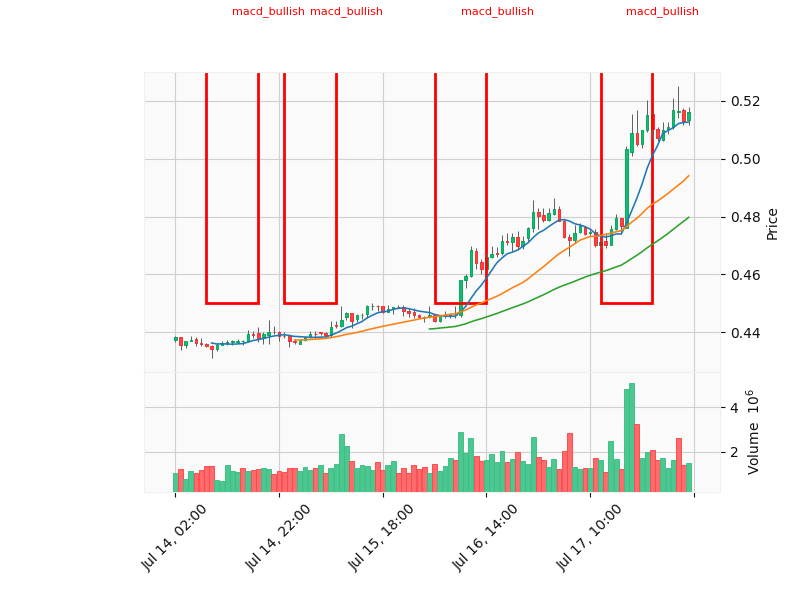 macd_bullish macd_bullish macd_bullish macd_bullish
0.52
0.50
0.48
0.46
0.44
Price
4
2
Volume 10^6
Jul 14, 02:00
Jul 14, 22:00
Jul 15, 18:00
Jul 16, 14:00
Jul 17, 10:00